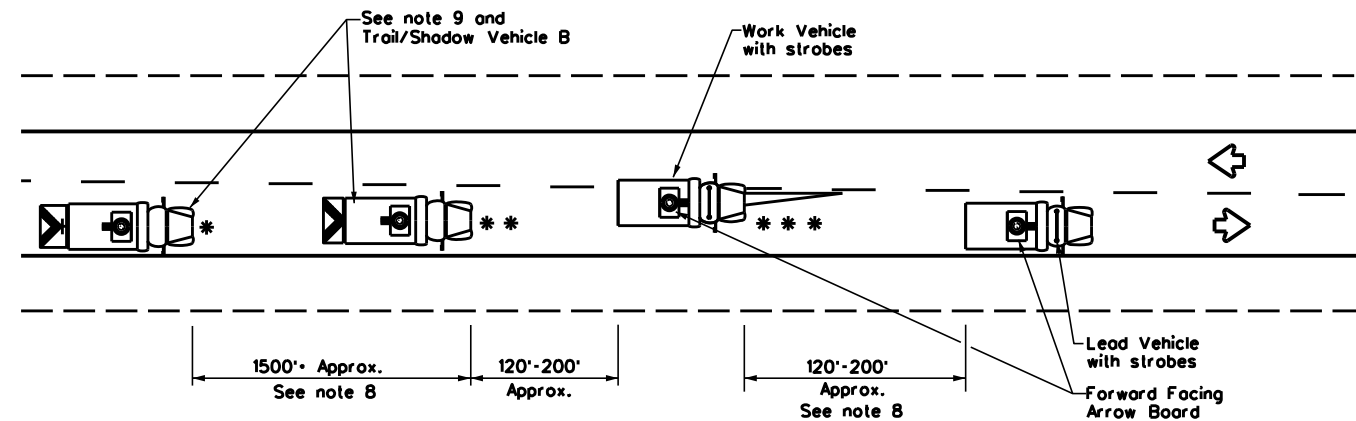 See note 9 and
Trail/Shadow Vehicle B
Work Vehicle
with strobes
*
* *
* * *
1500'+ Approx.
See note 8
120'-200'
Approx.
120'-200'
Approx.
See note 8
Lead Vehicle
with strobes
Forward Facing
Arrow Board